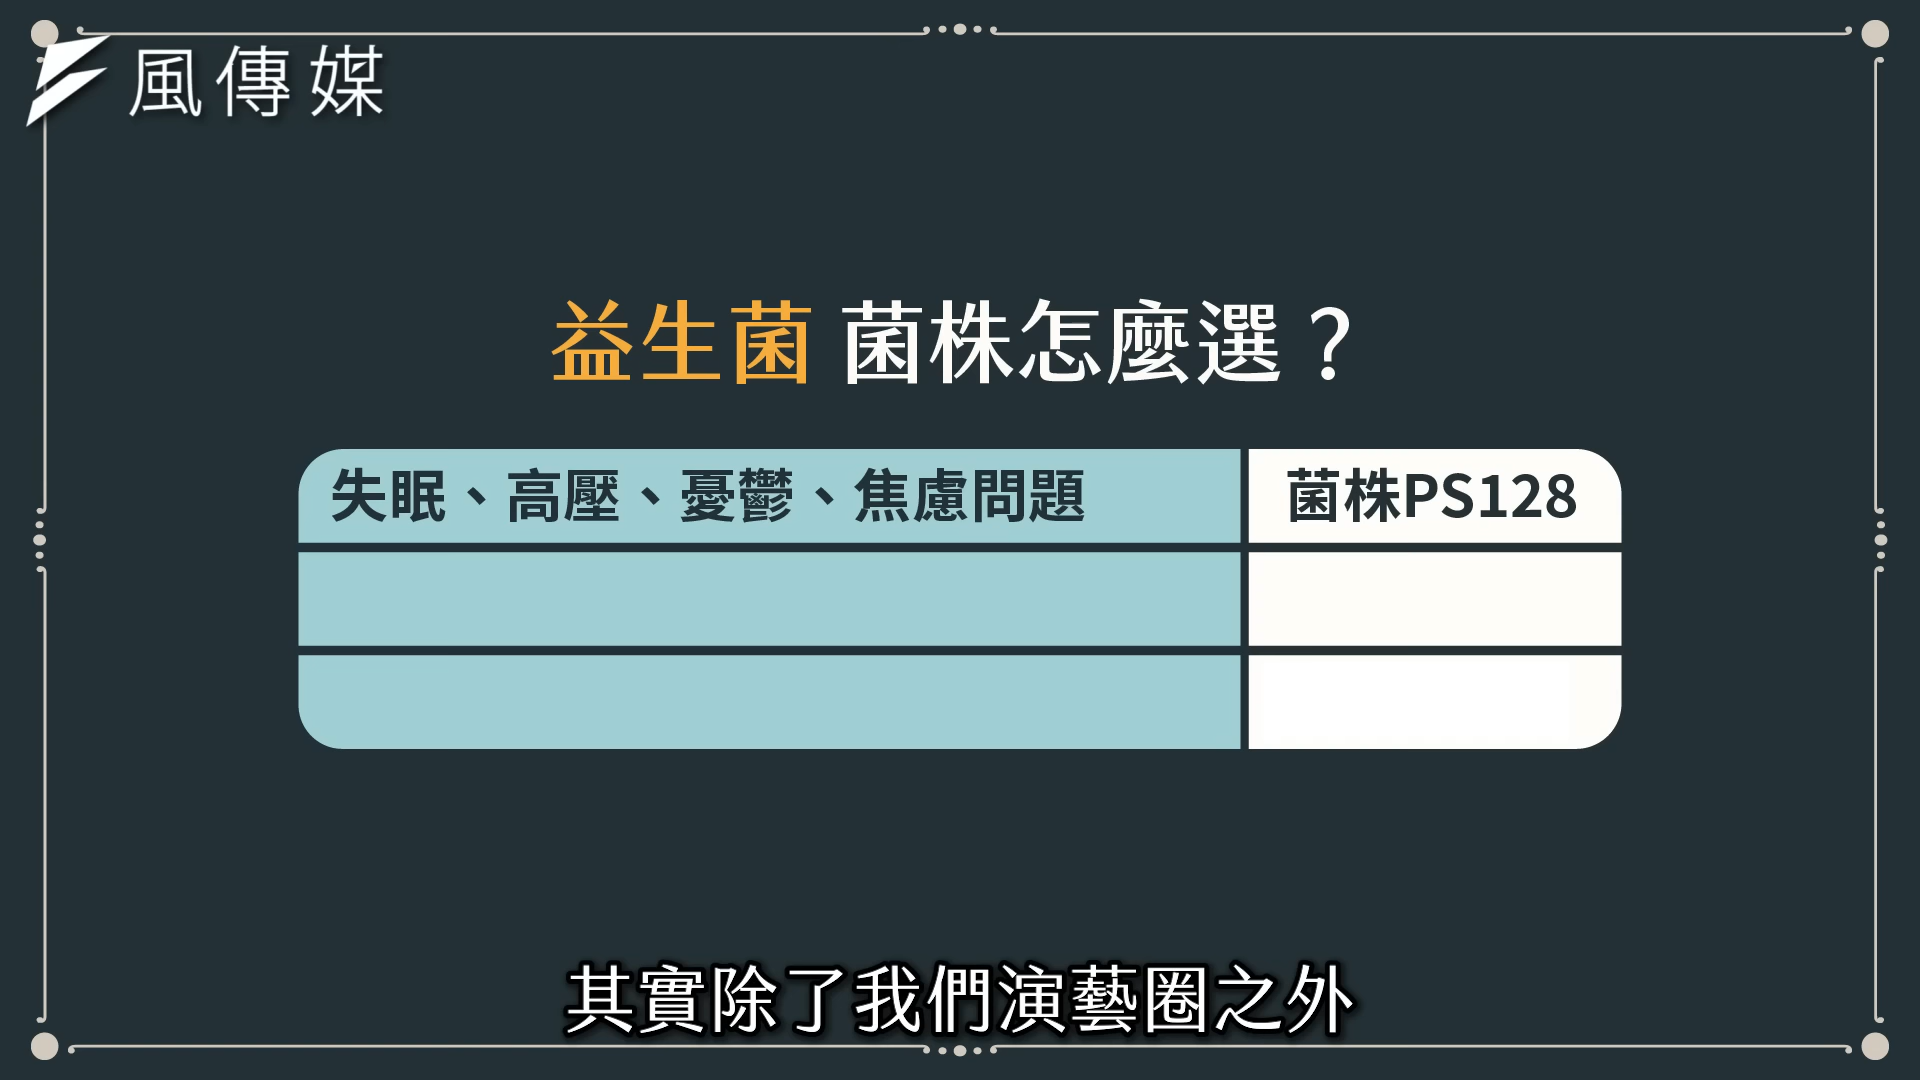 風傳媒
益生菌 菌株怎麼選？
失眠、高壓、憂鬱、焦慮問題
菌株PS128
其實除了我們演藝圈之外